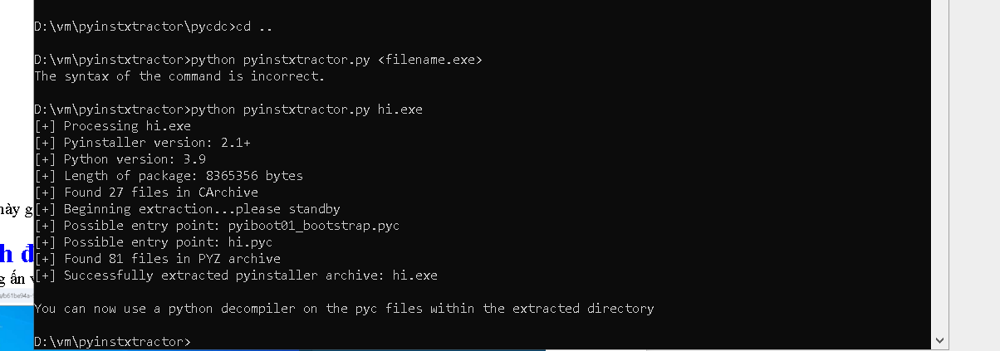 D:\vm\pyinstxtractor\pycdc>cd ..
D:\vm\pyinstxtractor>python pyinstxtractor.py <filename.exe>
The syntax of the command is incorrect.
D:\vm\pyinstxtractor>python pyinstxtractor.py hi.exe
[+] Processing hi.exe
[+] Pyinstaller version: 2.1+
[+] Python version: 3.9
[+] Length of package: 8365356 bytes
[+] Found 27 files in CArchive
này g
[+] Beginning extraction...please standby
[+] Possible entry point: pyiboot01_bootstrap.pyc
[+] Possible entry point: hi.pyc
h đ
[+] Found 81 files in PYZ archive
g ấn v
[+] Successfully extracted pyinstaller archive: hi.exe
You can now use a python decompiler on the pyc files within the extracted directory
D:\vm\pyinstxtractor>